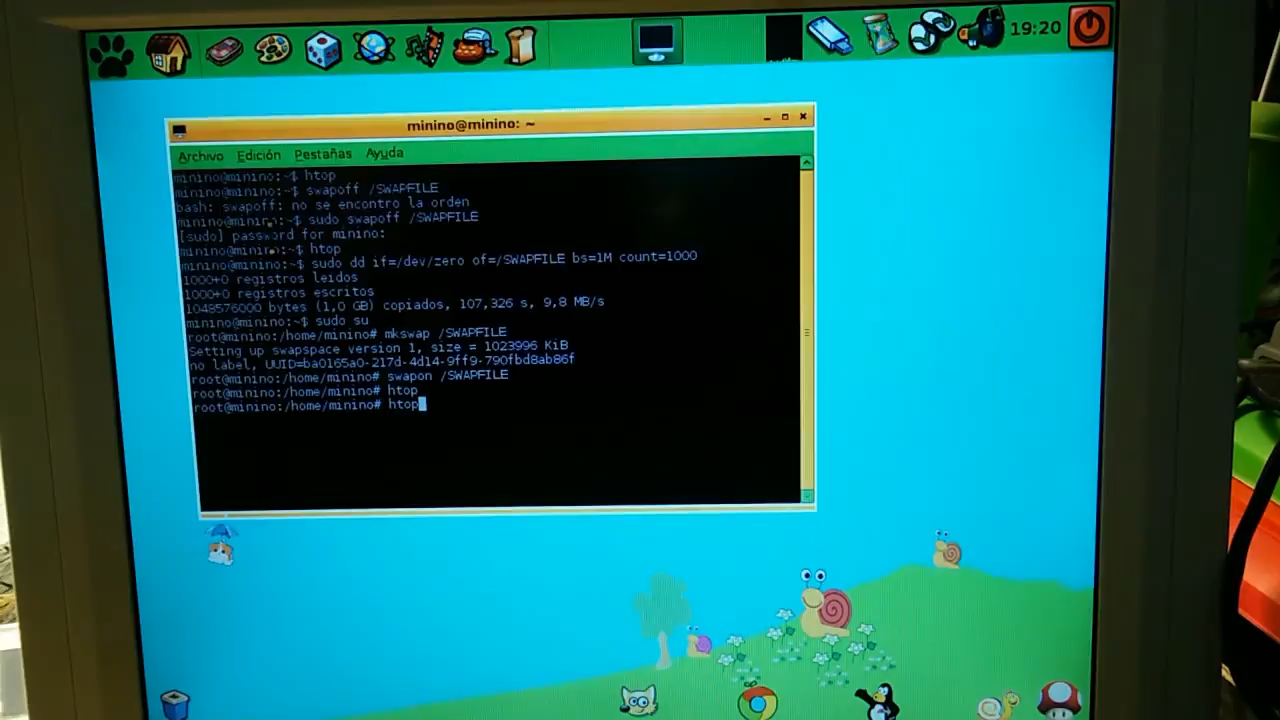 19:20
minino@minino: ~
Archivo Edición Pestañas Ayuda
minino@minino:~$ htop
minino@minino:~$ swapoff /SWAPFILE
bash: swapoff: no se encontro la orden
minino@minino:~$ sudo swapoff /SWAPFILE
[sudo] password for minino:
minino@minino:~$ htop
minino@minino:~$ sudo dd if=/dev/zero of=/SWAPFILE bs=1M count=1000
1000+0 registros leidos
1000+0 registros escritos
1048576000 bytes (1,0 GB) copiados, 107,326 s, 9,8 MB/s
minino@minino:~$ sudo su
root@minino:/home/minino# mkswap /SWAPFILE
Setting up swapspace version 1, size = 1023996 KiB
no label, UUID=ba0165a0-217d-4d14-9ff9-790fbd8ab86f
root@minino:/home/minino# swapon /SWAPFILE
root@minino:/home/minino# htop
root@minino:/home/minino# htop